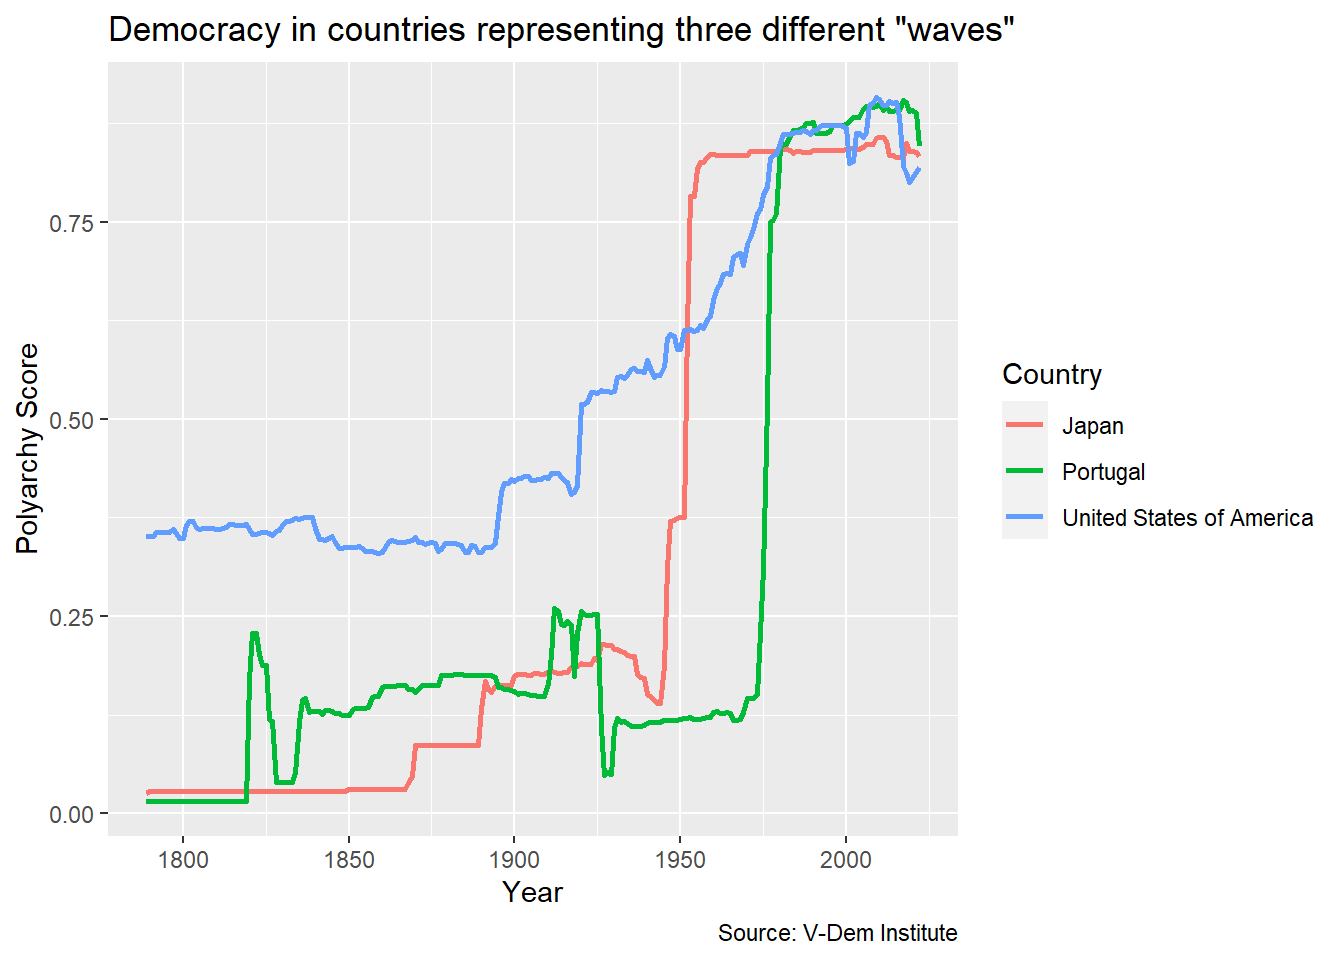 Democracy in countries representing three different "waves"
Polyarchy Score
0.75
0.50
0.25
0.00
1800 1850 1900 1950 2000
Year
Country
Japan
Portugal
United States of America
Source: V-Dem Institute